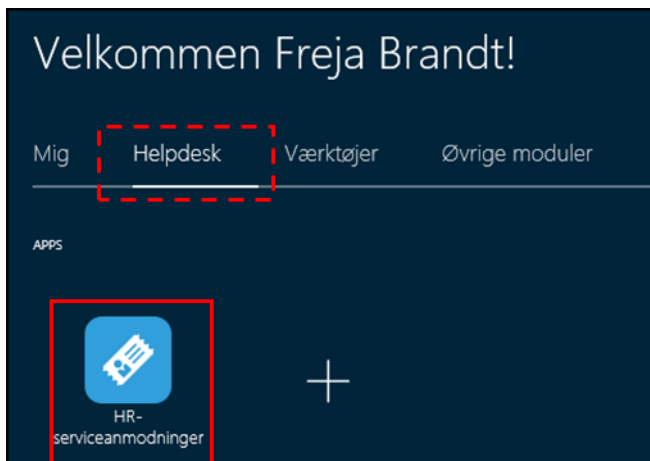 Velkommen Freja Brandt!
Mig Helpdesk Værktøjer Øvrige moduler
APPS
HR-
serviceanmodninger